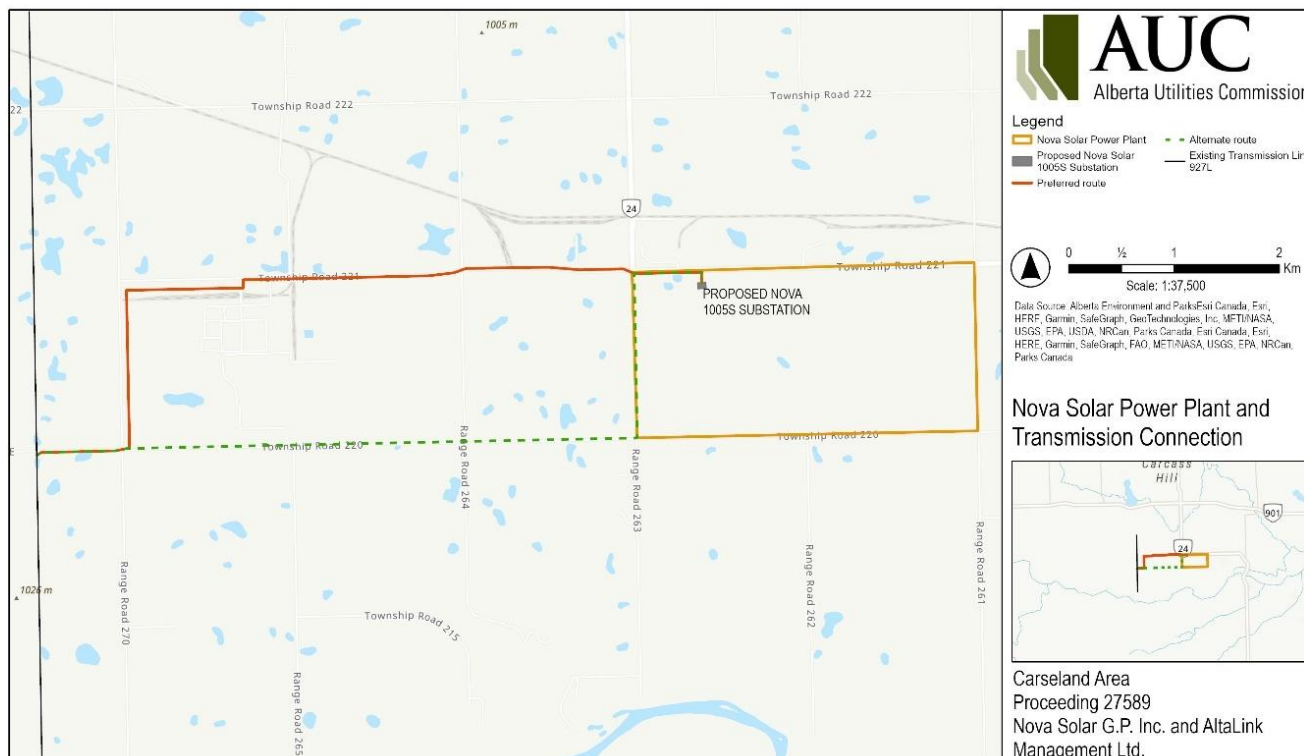 1005 m
22
Township Road 222
Township Road 222
24
Township Road 221
Township Road 221
PROPOSED NOVA
1005S SUBSTATION
E
Township Road 220
Township Road 220
Range Road 264
Range Road 263
Range Road 261
Range Road 262
Range Road 270
Range Road 265
1026 m
Township Road 215
AUC
Alberta Utilities Commission
Legend
Nova Solar Power Plant
Proposed Nova Solar
1005S Substation
Preferred route
Alternate route
Existing Transmission Lin
927L
0 ½ 1 2
Km
Scale: 1:37,500
Data Source: Alberta Environment and ParksEsri Canada, Esri,
HERE, Garmin, SafeGraph, GeoTechnologies, Inc, METI/NASA,
USGS, EPA, USDA, NRCan, Parks Canada, Esri Canada, Esri,
HERE, Garmin, SafeGraph, FAO, METI/NASA, USGS, EPA, NRCan,
Parks Canada
Nova Solar Power Plant and
Transmission Connection
Carcass
Hill
901
24
Carseland Area
Proceeding 27589
Nova Solar G.P. Inc. and AltaLink
Management Ltd.